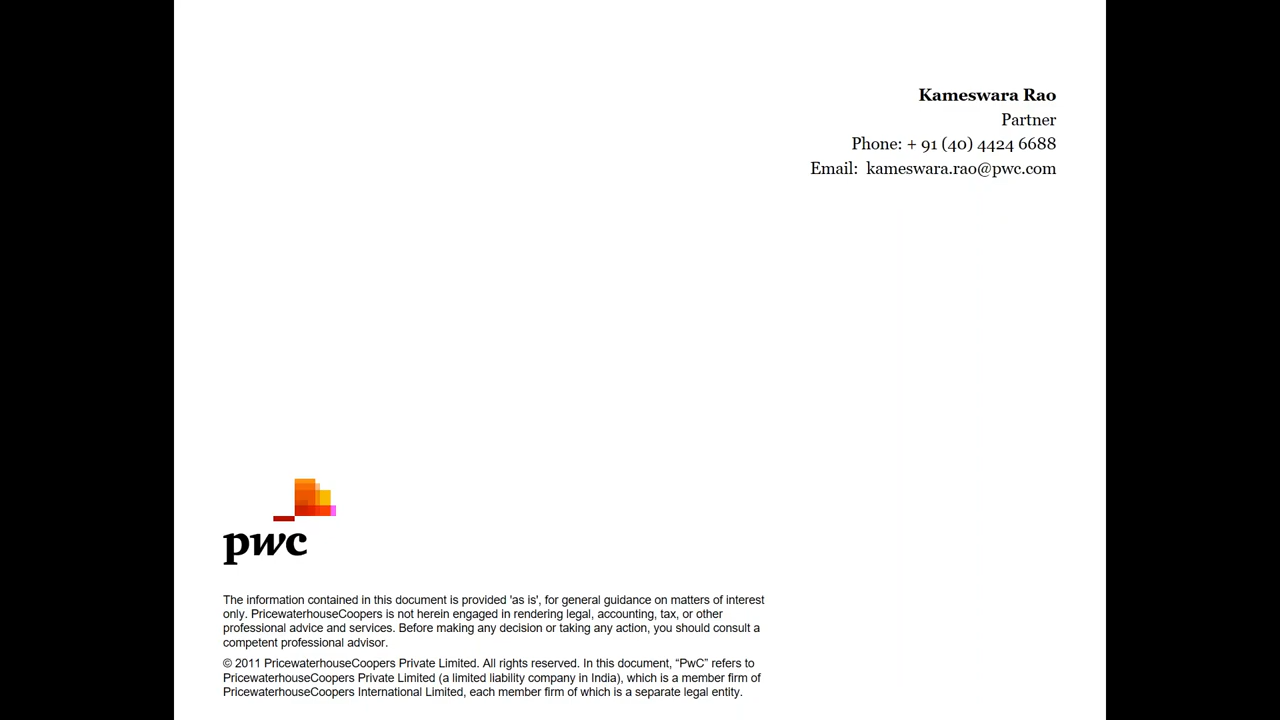 Kameswara Rao
Partner
Phone: + 91 (40) 4424 6688
Email:  kameswara.rao@pwc.com
pwc
The information contained in this document is provided 'as is', for general guidance on matters of interest
only. PricewaterhouseCoopers is not herein engaged in rendering legal, accounting, tax, or other
professional advice and services. Before making any decision or taking any action, you should consult a
competent professional advisor.
© 2011 PricewaterhouseCoopers Private Limited. All rights reserved. In this document, “PwC” refers to
PricewaterhouseCoopers Private Limited (a limited liability company in India), which is a member firm of
PricewaterhouseCoopers International Limited, each member firm of which is a separate legal entity.